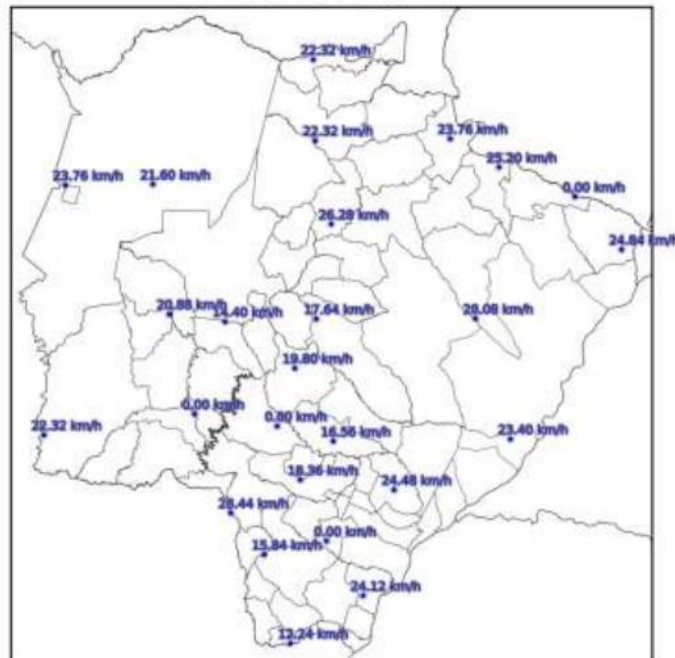 22.32 km/h
22.32 km/h
23.76 km/h
25.20 km/h
23.76 km/h
21.60 km/h
0.00 km/h
26.28 km/h
24.84 km/h
20.88 km/h
14.40 km/h
17.64 km/h
28.08 km/h
19.80 km/h
0.00 km/h
22.32 km/h
0.00 km/h
16.56 km/h
23.40 km/h
18.36 km/h
24.48 km/h
28.44 km/h
0.00 km/h
15.84 km/h
24.12 km/h
12.24 km/h